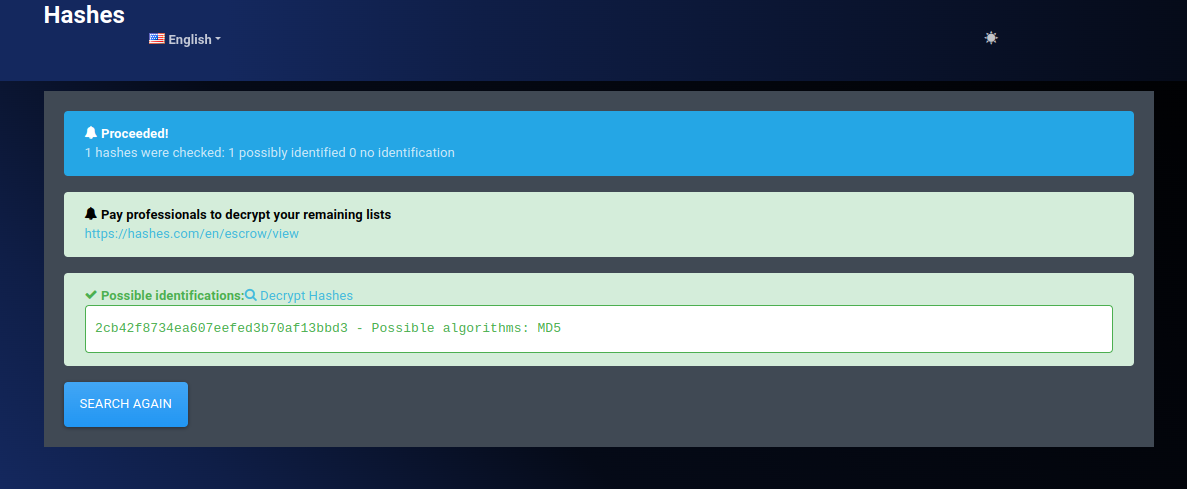 Hashes
English
Proceeded!
1 hashes were checked: 1 possibly identified 0 no identification
Pay professionals to decrypt your remaining lists
https://hashes.com/en/escrow/view
Possible identifications: Decrypt Hashes
2cb42f8734ea607eefed3b70af13bbd3 - Possible algorithms: MD5
SEARCH AGAIN